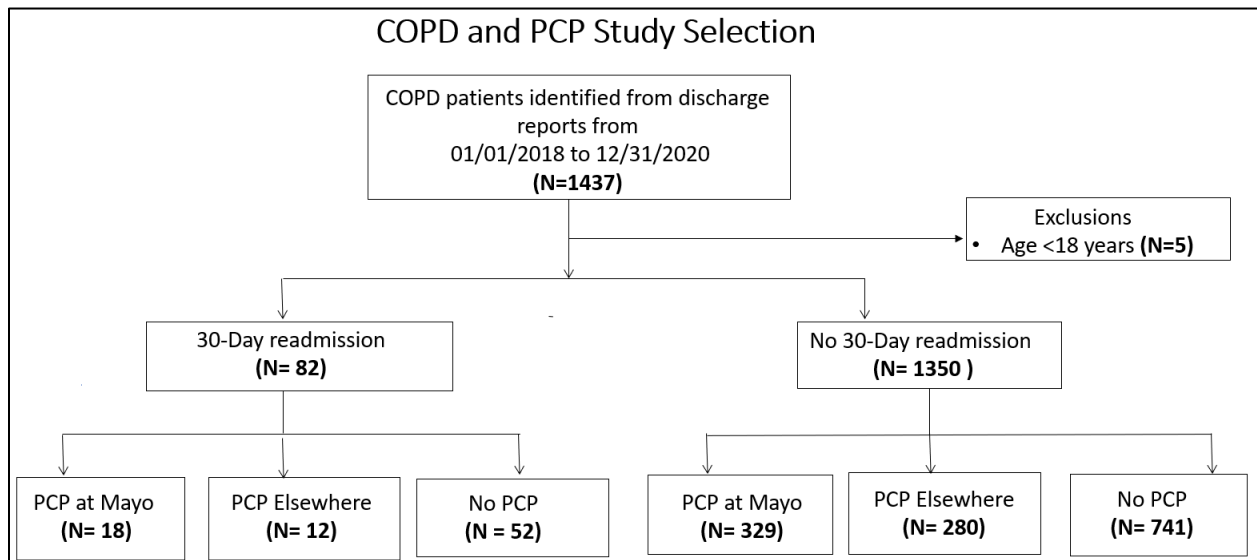 COPD and PCP Study Selection
COPD patients identified from discharge
reports from
01/01/2018 to 12/31/2020
(N=1437)
Exclusions
• Age <18 years (N=5)
30-Day readmission
(N= 82)
No 30-Day readmission
(N= 1350 )
PCP at Mayo
(N= 18)
PCP Elsewhere
(N= 12)
No PCP
(N = 52)
PCP at Mayo
(N= 329)
PCP Elsewhere
(N= 280)
No PCP
(N= 741)